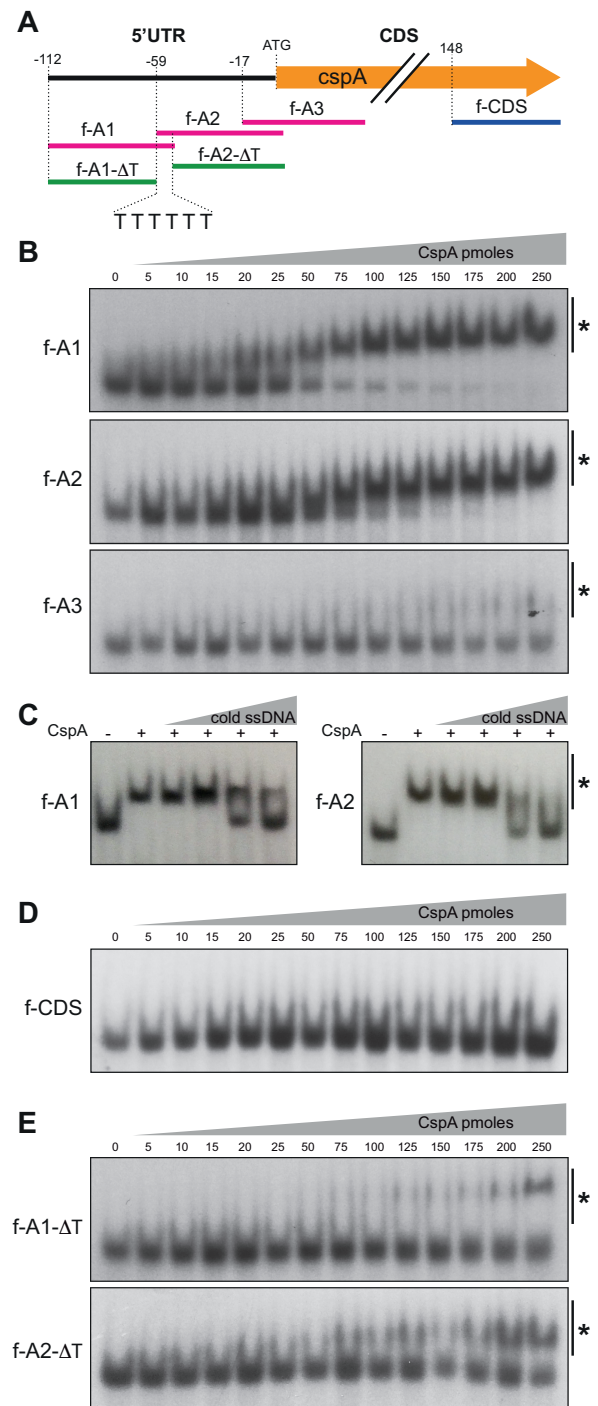 A
5'UTR ATG CDS
-112 -59 -17 148
cspA
f-A3 f-CDS
f-A1 f-A2
f-A1-ΔT f-A2-ΔT
T T T T T T
B
CspA pmoles
0 5 10 15 20 25 50 75 100 125 150 175 200 250
f-A1 *
f-A2 *
f-A3 *
C
cold ssDNA cold ssDNA
CspA - + + + + + CspA - + + + + +
f-A1 f-A2 *
D
CspA pmoles
0 5 10 15 20 25 50 75 100 125 150 175 200 250
f-CDS
E
CspA pmoles
0 5 10 15 20 25 50 75 100 125 150 175 200 250
f-A1-ΔT *
f-A2-ΔT *